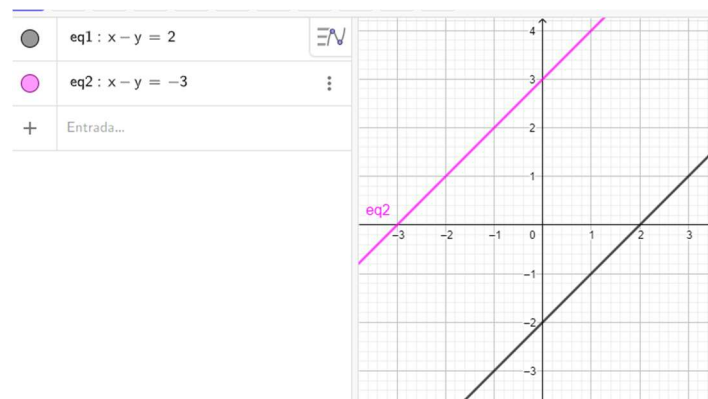 eq1 : x – y = 2
eq2 : x – y = −3
+ Entrada...
4
3
2
1
eq2
−3 −2 −1 0 1 2 3
−1
−2
−3